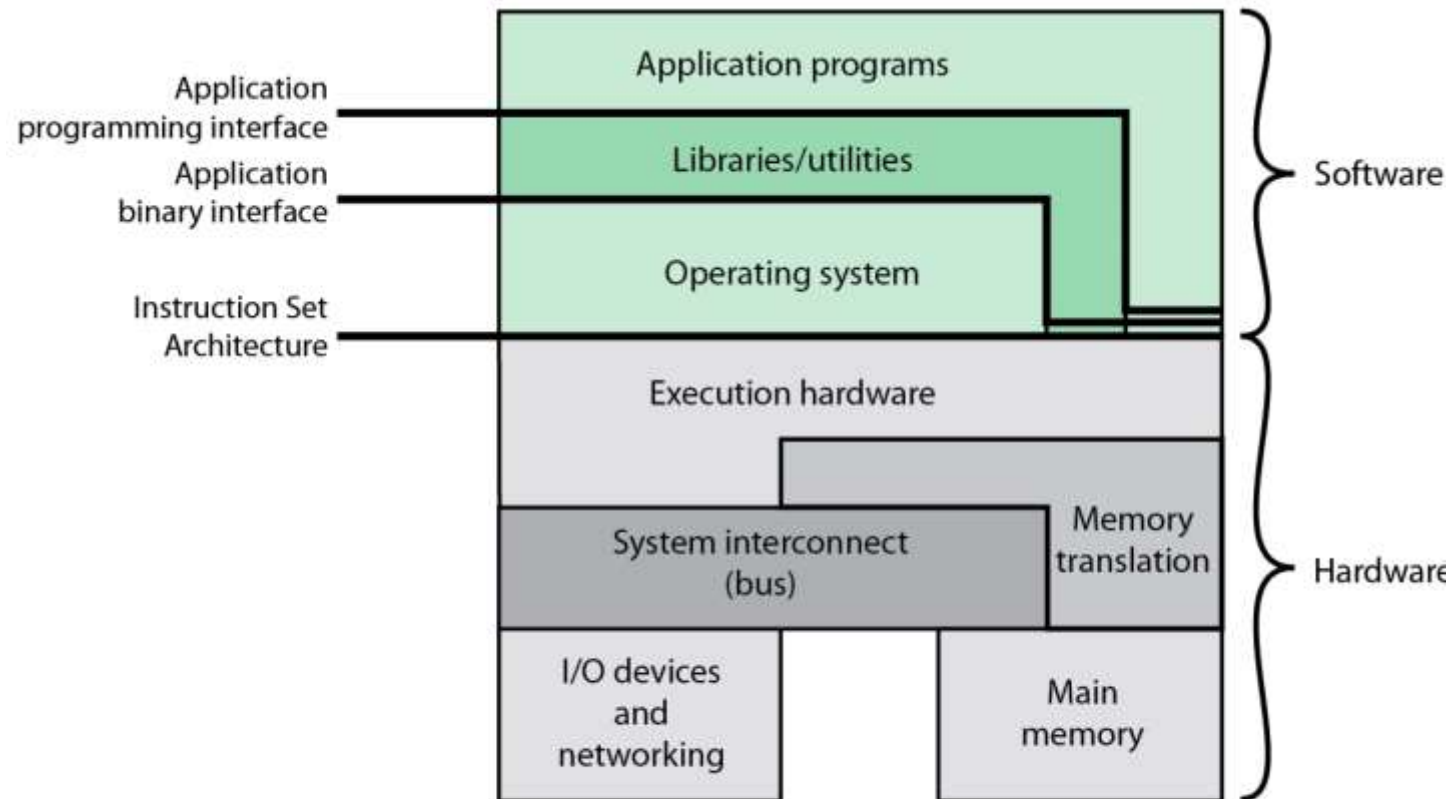 Application programs
Application
programming interface
Libraries/utilities
Application
binary interface
Software
Operating system
Instruction Set
Architecture
Execution hardware
Memory
translation
System interconnect
(bus)
Hardware
I/O devices
and
networking
Main
memory